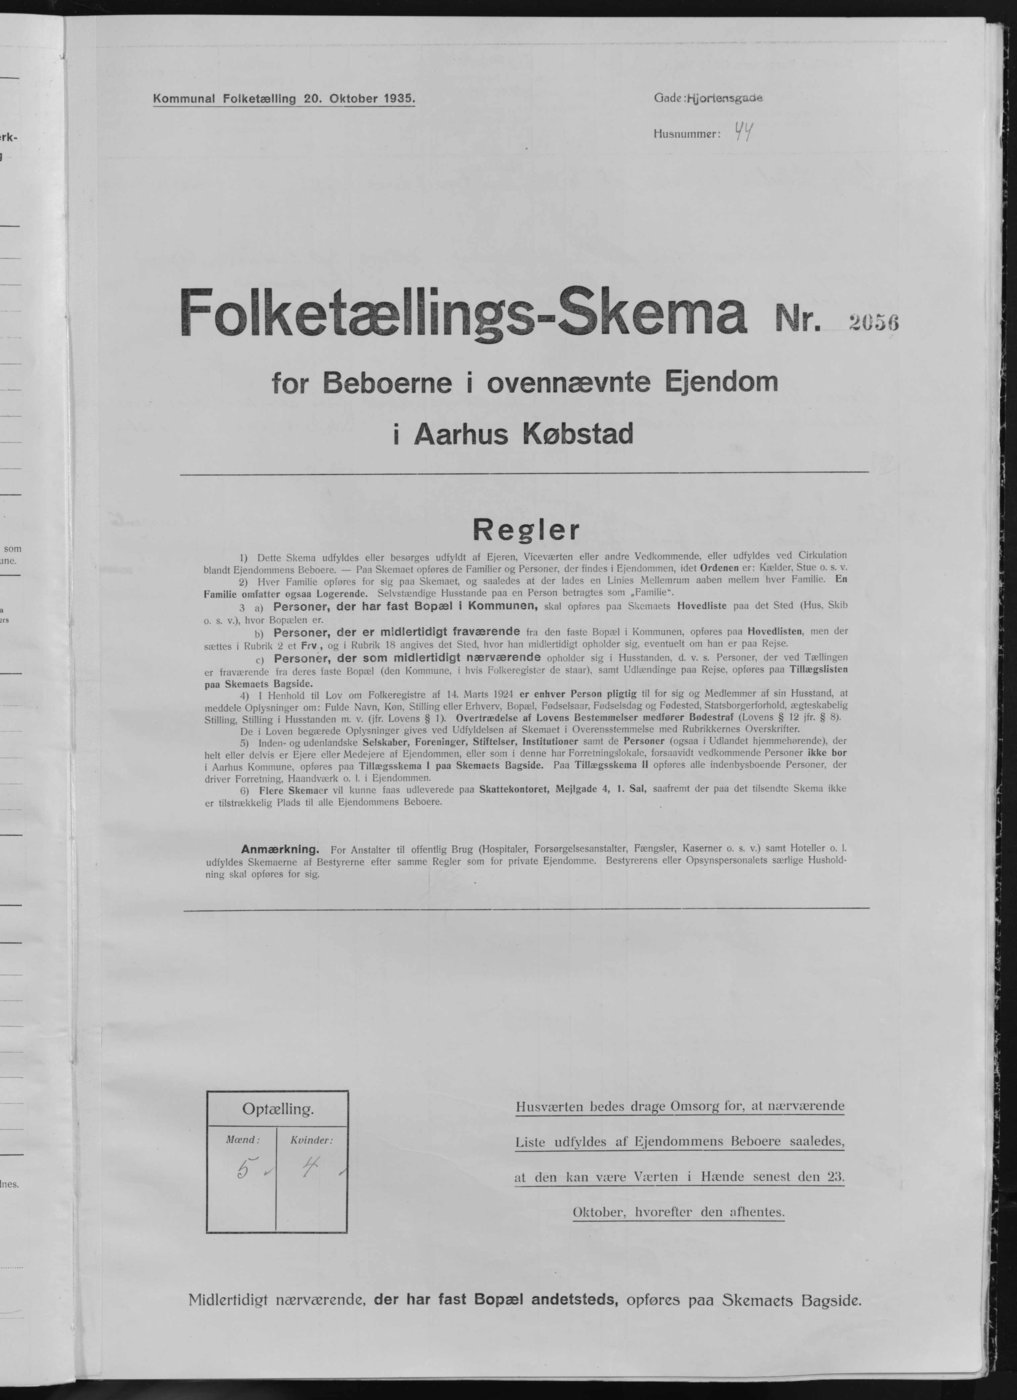 Kommunal Folketælling 20. Oktober 1935.
Gade: Hjortensgade
Husnummer: 44
Folketællings-Skema Nr. 2056
for Beboerne i ovennævnte Ejendom
i Aarhus Købstad
Regler
1) Dette Skema udfyldes eller besørges udfyldt af Ejeren, Viceværten eller andre Vedkommende, eller udfyldes ved Cirkulation
blandt Ejendommens Beboere. — Paa Skemaet opføres de Familier og Personer, der findes i Ejendommen, idet Ordenen er: Kælder, Stue o. s. v.
2) Hver Familie opføres for sig paa Skemaet, og saaledes at der lades en Linies Mellemrum aaben mellem hver Familie. En
Familie omfatter ogsaa Logerende. Selvstændige Husstande paa en Person betragtes som „Familie“.
3 a) Personer, der har fast Bopæl i Kommunen, skal opføres paa Skemaets Hovedliste paa det Sted (Hus, Skib
o. s. v.), hvor Bopælen er.
b) Personer, der er midlertidigt fraværende fra den faste Bopæl i Kommunen, opføres paa Hovedlisten, men der
sættes i Rubrik 2 et Frv., og i Rubrik 18 angives det Sted, hvor han midlertidigt opholder sig, eventuelt om han er paa Rejse.
c) Personer, der som midlertidigt nærværende opholder sig i Husstanden, d. v. s. Personer, der ved Tællingen
er fraværende fra deres faste Bopæl (den Kommune, i hvis Folkeregister de staar), samt Udlændinge paa Rejse, opføres paa Tillægslisten
paa Skemaets Bagside.
4) I Henhold til Lov om Folkeregistre af 14. Marts 1924 er enhver Person pligtig til for sig og Medlemmer af sin Husstand, at
meddele Oplysninger om: Fulde Navn, Køn, Stilling eller Erhverv, Bopæl, Fødselsaar, Fødselsdag og Fødested, Statsborgerforhold, ægteskabelig
Stilling, Stilling i Husstanden m. v. (jfr. Lovens § 1). Overtrædelse af Lovens Bestemmelser medfører Bødestraf (Lovens § 12 jfr. § 8).
De i Loven begærede Oplysninger gives ved Udfyldelsen af Skemaet i Overensstemmelse med Rubrikkernes Overskrifter.
5) Inden- og udenlandske Selskaber, Foreninger, Stiftelser, Institutioner samt de Personer (ogsaa i Udlandet hjemmehørende), der
helt eller delvis er Ejere eller Medejere af Ejendommen, eller som i denne har Forretningslokale, forsaavidt vedkommende Personer ikke bor
i Aarhus Kommune, opføres paa Tillægsskema I paa Skemaets Bagside. Paa Tillægsskema II opføres alle indenbysboende Personer, der
driver Forretning, Haandværk o. l. i Ejendommen.
6) Flere Skemaer vil kunne faas udleverede paa Skattekontoret, Mejlgade 4, 1. Sal, saafremt der paa det tilsendte Skema ikke
er tilstrækkelig Plads til alle Ejendommens Beboere.
Anmærkning. For Anstalter til offentlig Brug (Hospitaler, Forsørgelsesanstalter, Fængsler, Kaserner o. s. v.) samt Hoteller o. l.
udfyldes Skemaerne af Bestyrerne efter samme Regler som for private Ejendomme. Bestyrerens eller Opsynspersonalets særlige Hushold-
ning skal opføres for sig.
Optælling.
Mænd: Kvinder:
5 4
Husværten bedes drage Omsorg for, at nærværende
Liste udfyldes af Ejendommens Beboere saaledes,
at den kan være Værten i Hænde senest den 23.
Oktober, hvorefter den afhentes.
Midlertidigt nærværende, der har fast Bopæl andetsteds, opføres paa Skemaets Bagside.